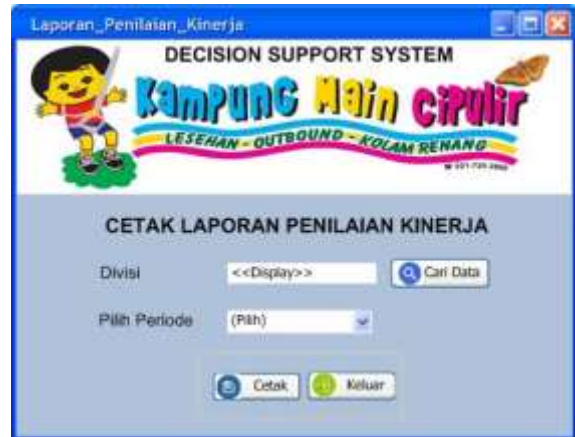 Laporan_Penilaian_Kinerja
DECISION SUPPORT SYSTEM
KAMPUNG MAIN CIPULIR
LESEHAN - OUTBOUND - KOLAM RENANG
CETAK LAPORAN PENILAIAN KINERJA
Divisi <<Display>> Cari Data
Pilih Periode (Pilih)
Cetak Keluar